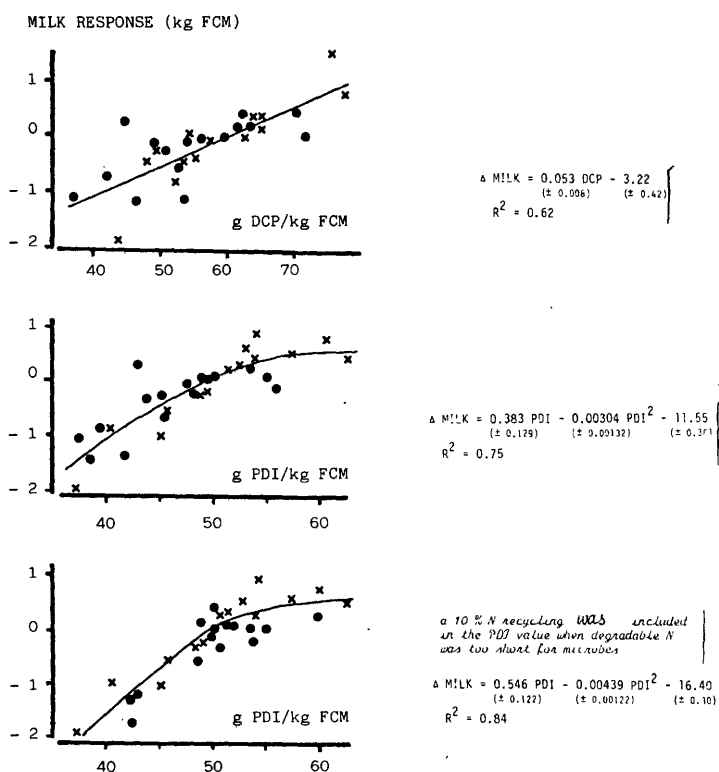 MILK RESPONSE (kg FCM)
1
0
- 1
- 2
g DCP/kg FCM
40 50 60 70
Δ MILK = 0.053 DCP - 3.22
(± 0.006) (± 0.42)
R² = 0.62
1
0
- 1
- 2
g PDI/kg FCM
40 50 60
Δ MILK = 0.383 PDI - 0.00304 PDI² - 11.55
(± 0.129) (± 0.00132)
R² = 0.75
1
0
- 1
- 2
g PDI/kg FCM
40 50 60
a 10 % N recycling was included
in the PDI value when degradable N
was too short for microbes
Δ MILK = 0.546 PDI - 0.00439 PDI² - 16.40
(± 0.122) (± 0.00122)
R² = 0.84